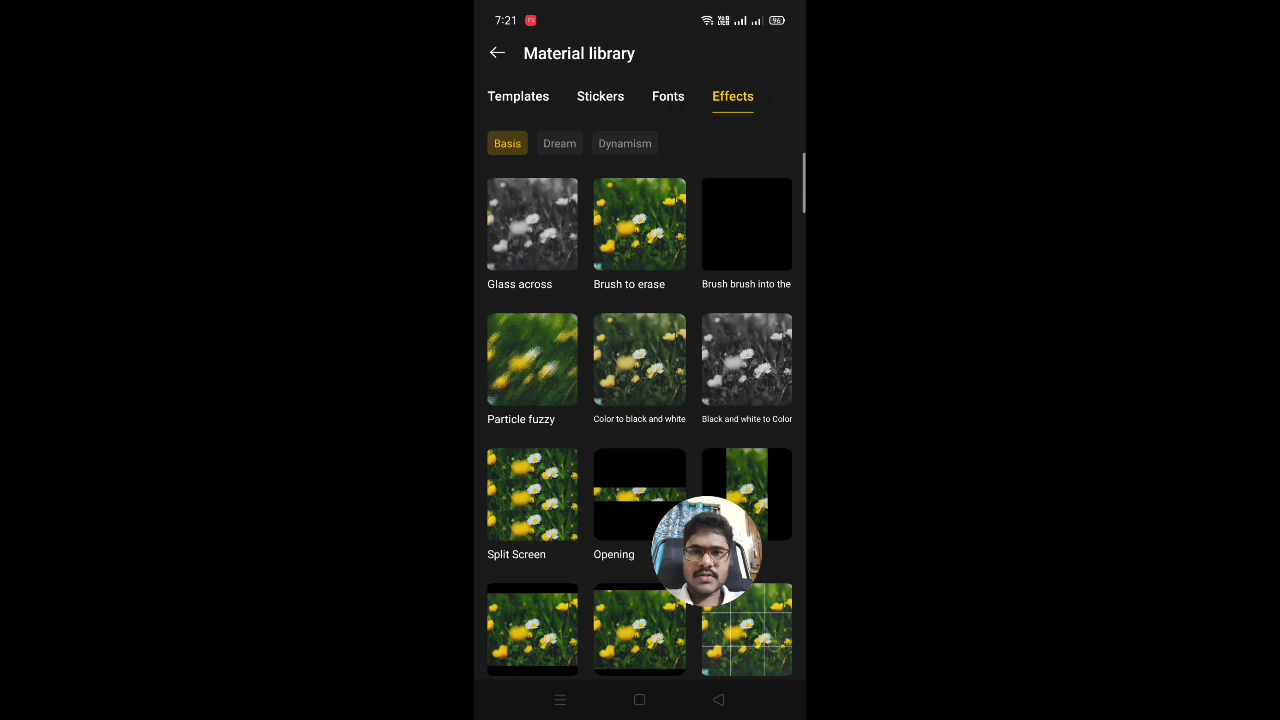 7:21
96
Material library
Templates Stickers Fonts Effects
Basis Dream Dynamism
Glass across Brush to erase Brush brush into the
Particle fuzzy Color to black and white Black and white to Color
Split Screen Opening